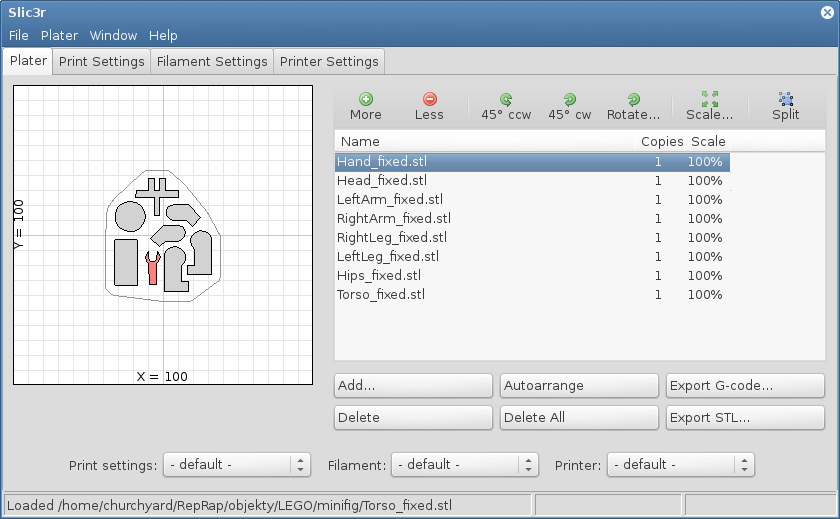 Slic3r
File Plater Window Help
Plater Print Settings Filament Settings Printer Settings
More Less 45° ccw 45° cw Rotate... Scale... Split
Name Copies Scale
Hand_fixed.stl 1 100%
Head_fixed.stl 1 100%
LeftArm_fixed.stl 1 100%
RightArm_fixed.stl 1 100%
RightLeg_fixed.stl 1 100%
LeftLeg_fixed.stl 1 100%
Hips_fixed.stl 1 100%
Torso_fixed.stl 1 100%
Y = 100
X = 100
Add... Autoarrange Export G-code...
Delete Delete All Export STL...
Print settings: - default - Filament: - default - Printer: - default -
Loaded /home/churchyard/RepRap/objekty/LEGO/minifig/Torso_fixed.stl